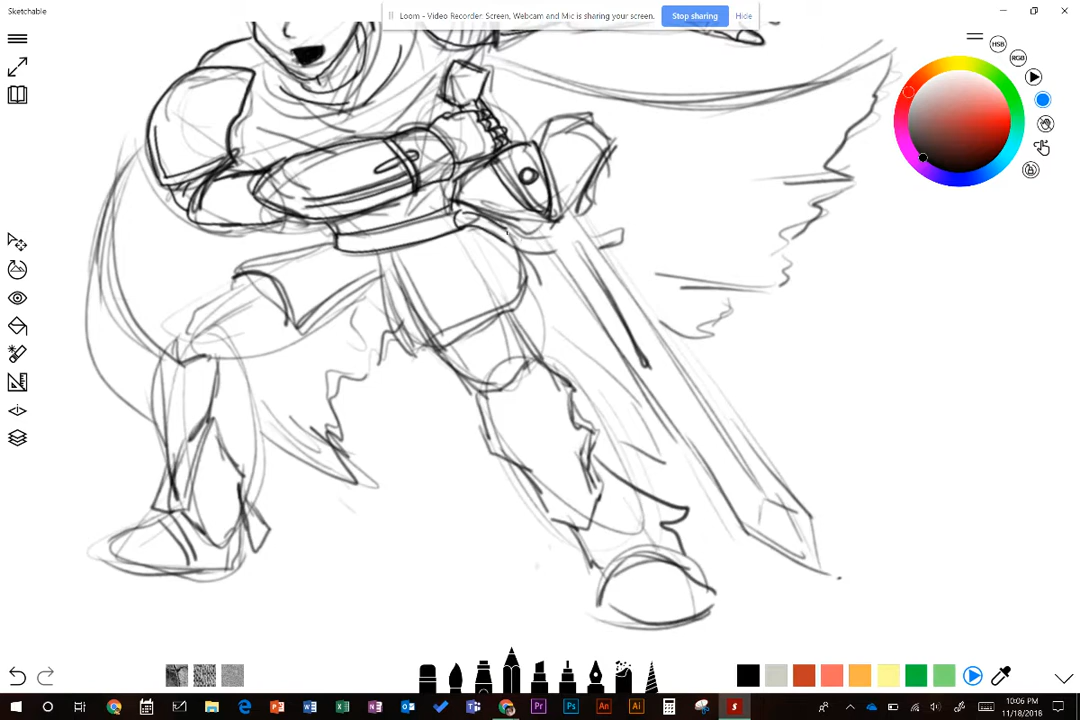 Sketchable
Loom - Video Recorder: Screen, Webcam and Mic is sharing your screen. Stop sharing Hide
HSB
RGB
10:06 PM
11/18/2016